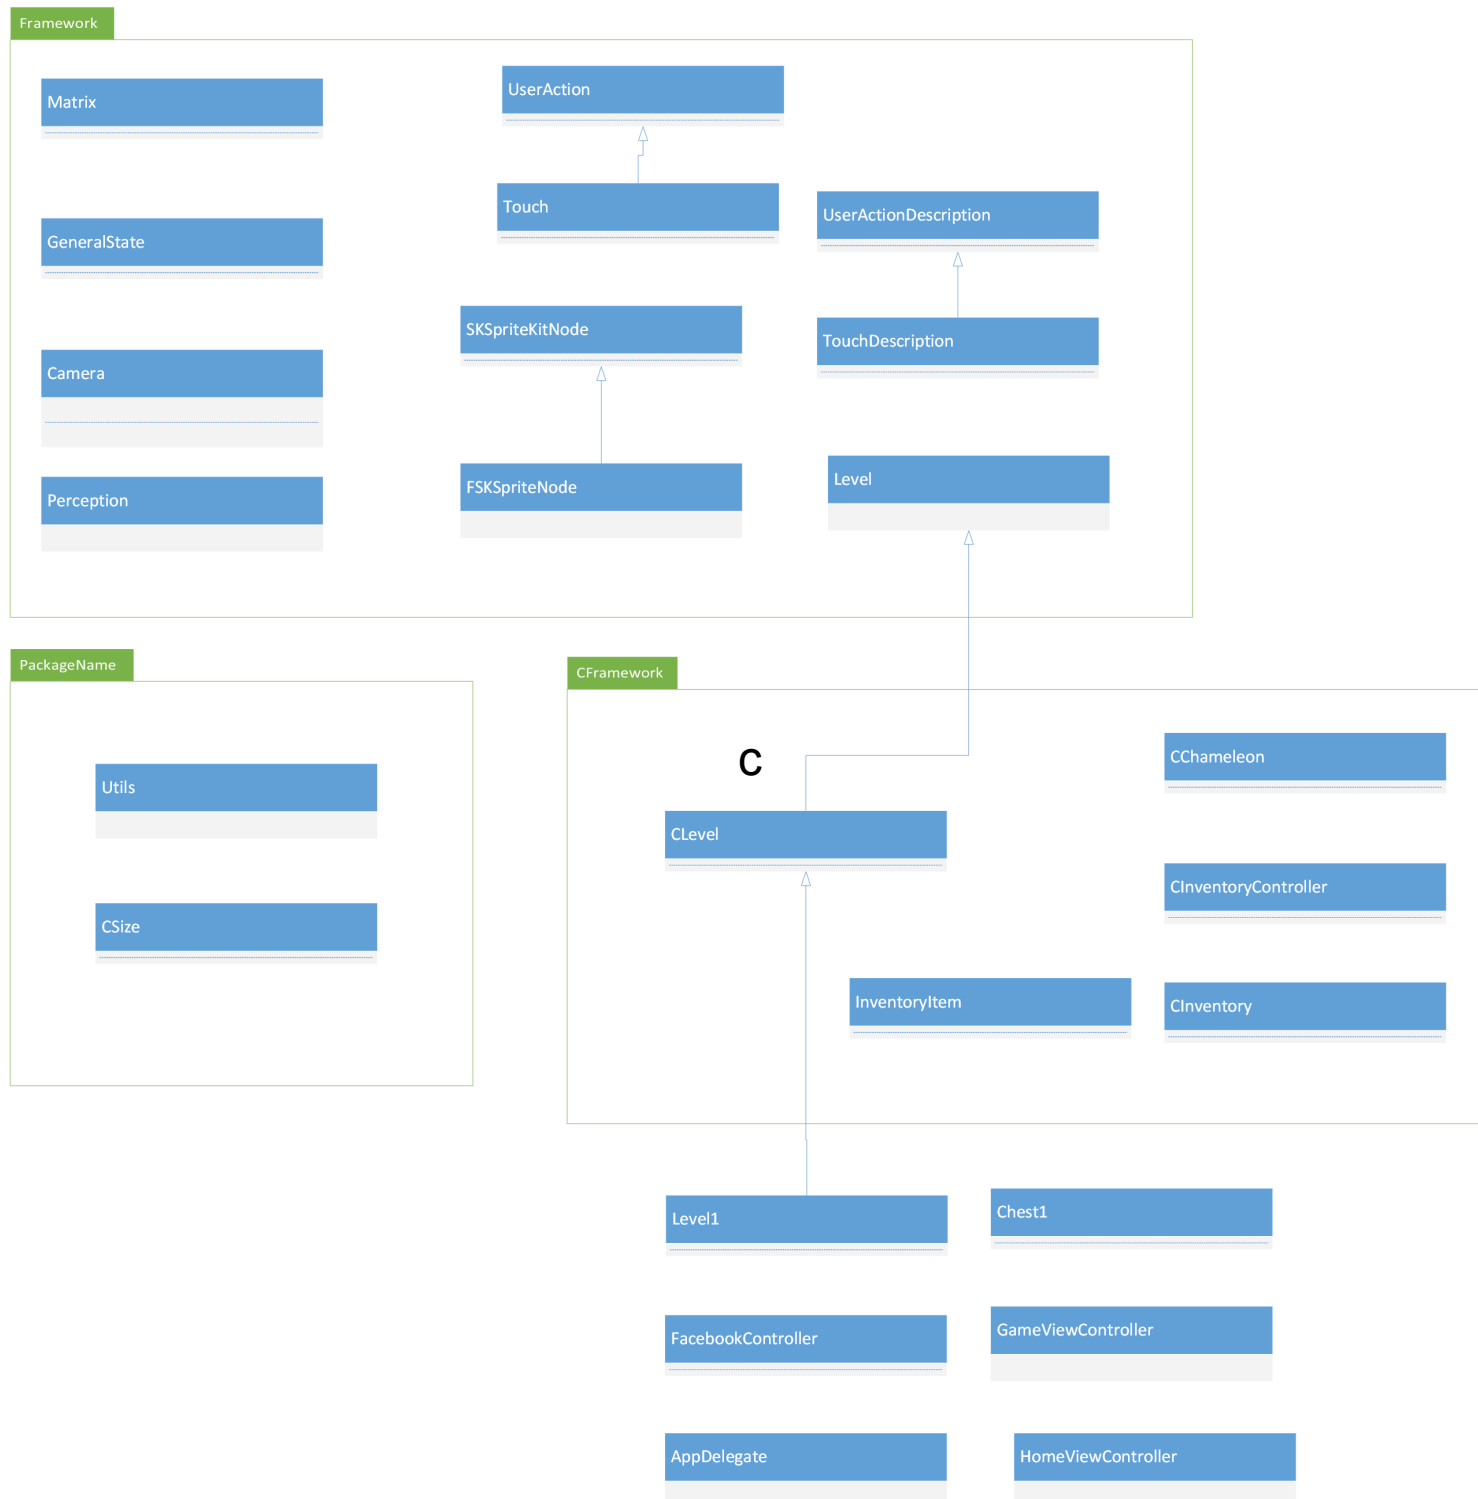 Framework
Matrix
UserAction
Touch
UserActionDescription
GeneralState
SKSpriteKitNode
TouchDescription
Camera
Level
Perception
FSKSpriteNode
PackageName
CFramework
C
CChameleon
Utils
CLevel
CInventoryController
CSize
InventoryItem
CInventory
Level1
Chest1
FacebookController
GameViewController
AppDelegate
HomeViewController